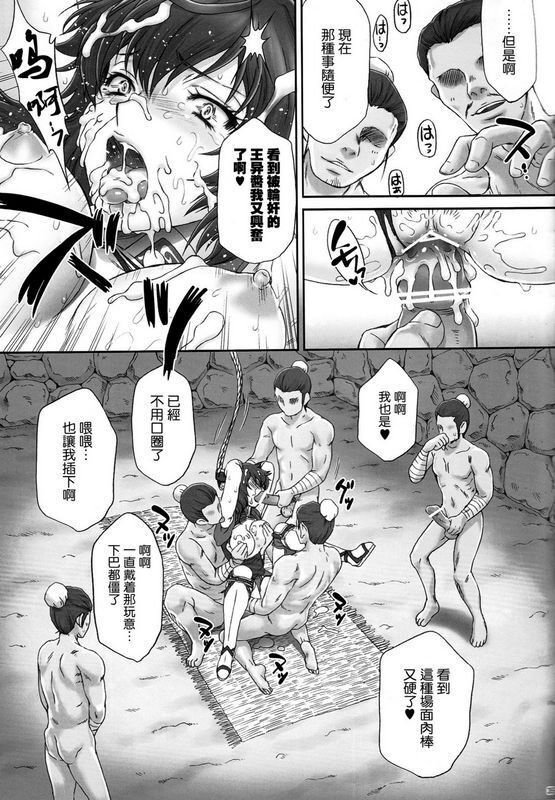 …但是啊
現在
那種事隨便了
はぁっ
はっ
はっ
看到被輪奸的
王异醬我又興奮
了啊♥
呜
啊
啊啊
我也是♥
已經
不用口圈了
喂喂…
也讓我插下啊
啊啊
一直戴着那玩意…
下巴都僵了
看到
這種場面肉棒
又硬了♥